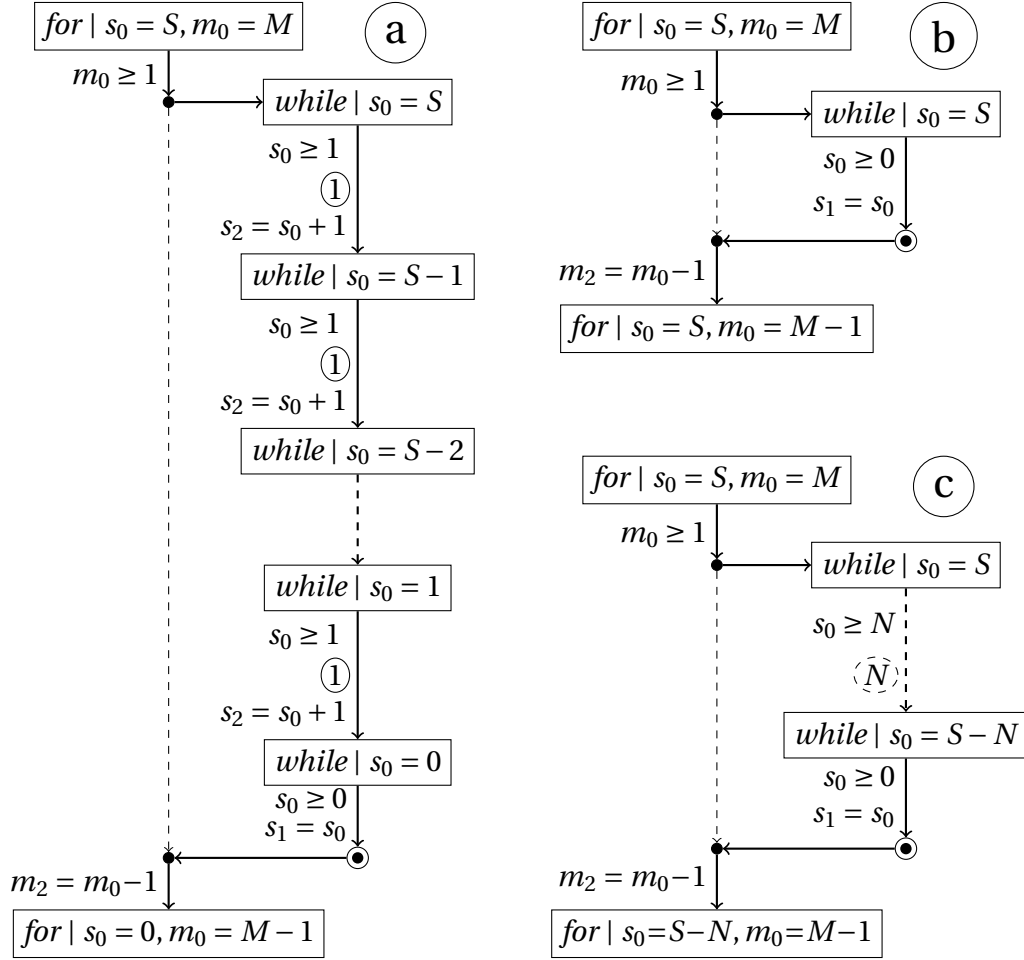 for | s₀ = S, m₀ = M
a
m₀ ≥ 1
while | s₀ = S
s₀ ≥ 1
1
s₂ = s₀ + 1
while | s₀ = S − 1
s₀ ≥ 1
1
s₂ = s₀ + 1
while | s₀ = S − 2
while | s₀ = 1
s₀ ≥ 1
1
s₂ = s₀ + 1
while | s₀ = 0
s₀ ≥ 0
s₁ = s₀
m₂ = m₀−1
for | s₀ = 0, m₀ = M − 1
for | s₀ = S, m₀ = M
b
m₀ ≥ 1
while | s₀ = S
s₀ ≥ 0
s₁ = s₀
m₂ = m₀−1
for | s₀ = S, m₀ = M − 1
for | s₀ = S, m₀ = M
c
m₀ ≥ 1
while | s₀ = S
s₀ ≥ N
N
while | s₀ = S − N
s₀ ≥ 0
s₁ = s₀
m₂ = m₀−1
for | s₀=S−N, m₀=M−1